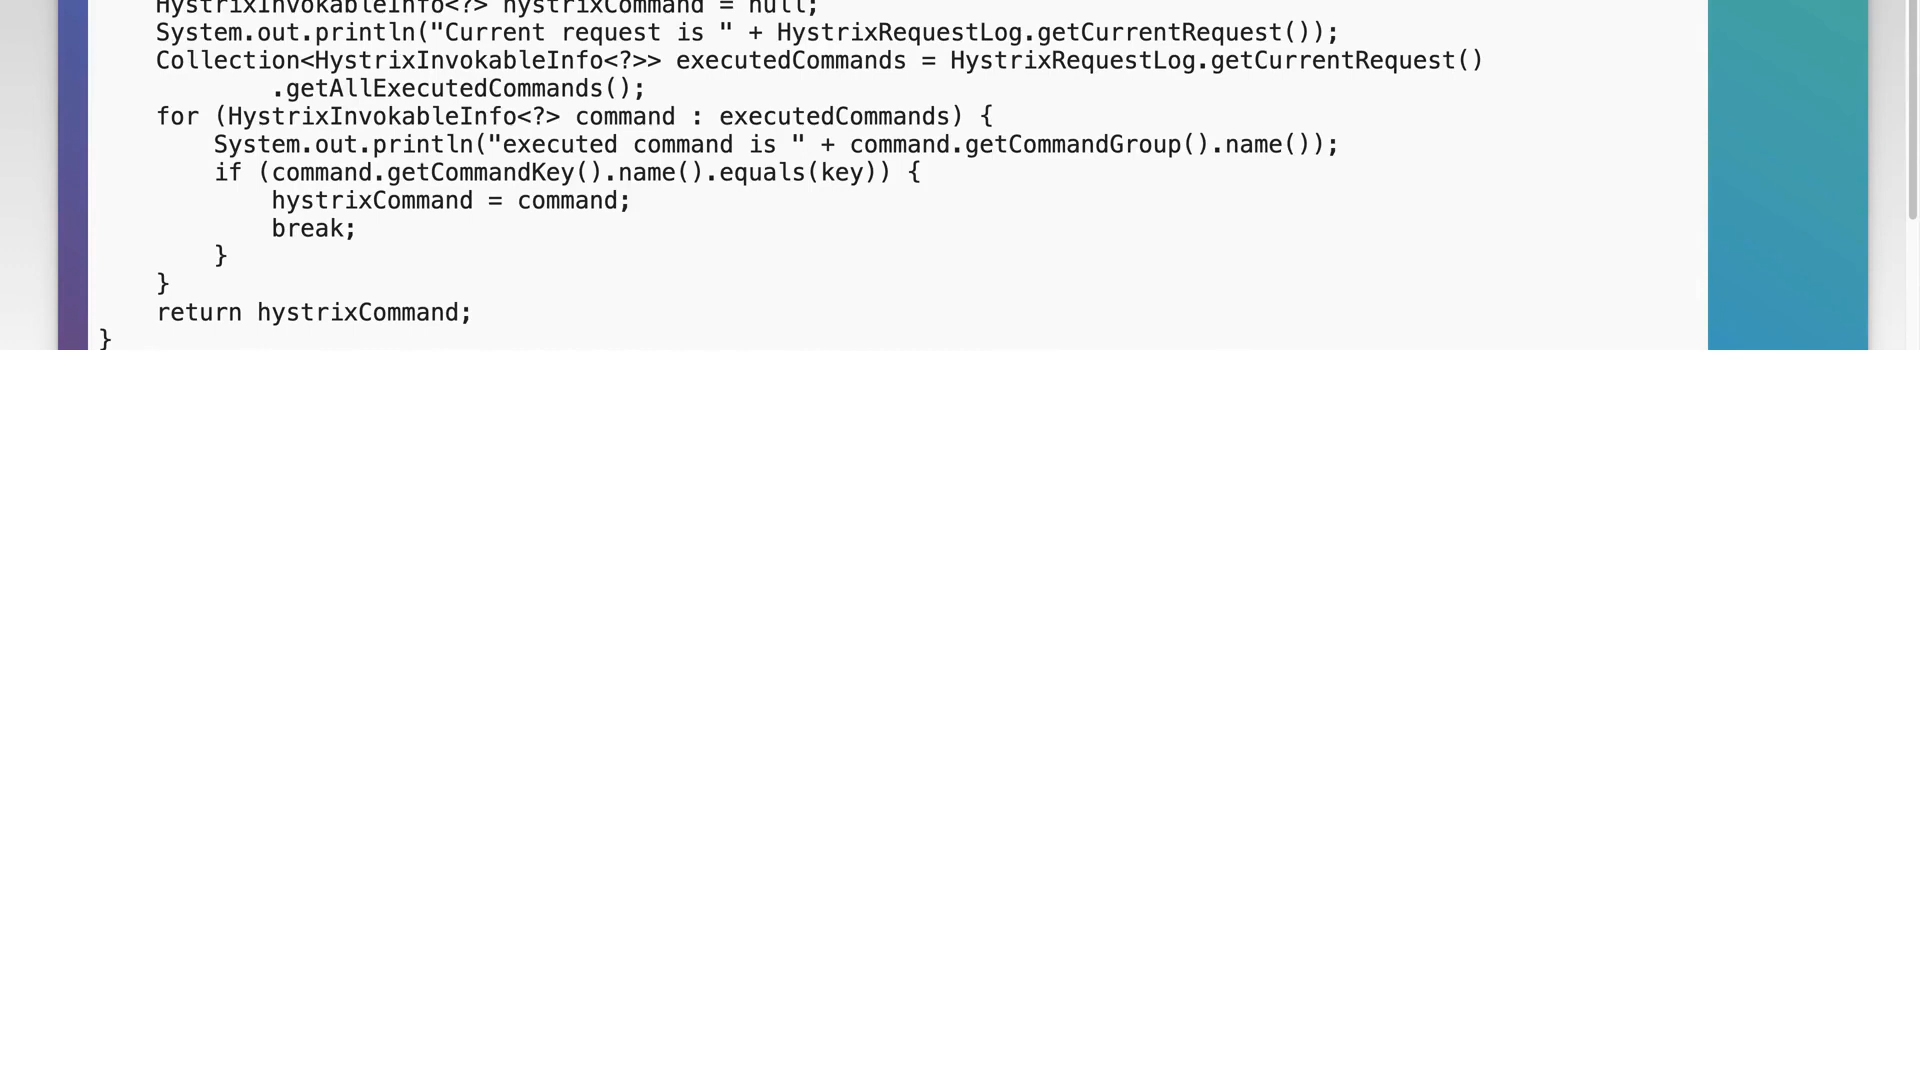 HystrixInvokableInfo<?> hystrixCommand = null;
System.out.println("Current request is " + HystrixRequestLog.getCurrentRequest());
Collection<HystrixInvokableInfo<?>> executedCommands = HystrixRequestLog.getCurrentRequest()
.getAllExecutedCommands();
for (HystrixInvokableInfo<?> command : executedCommands) {
System.out.println("executed command is " + command.getCommandGroup().name());
if (command.getCommandKey().name().equals(key)) {
hystrixCommand = command;
break;
}
}
return hystrixCommand;
}